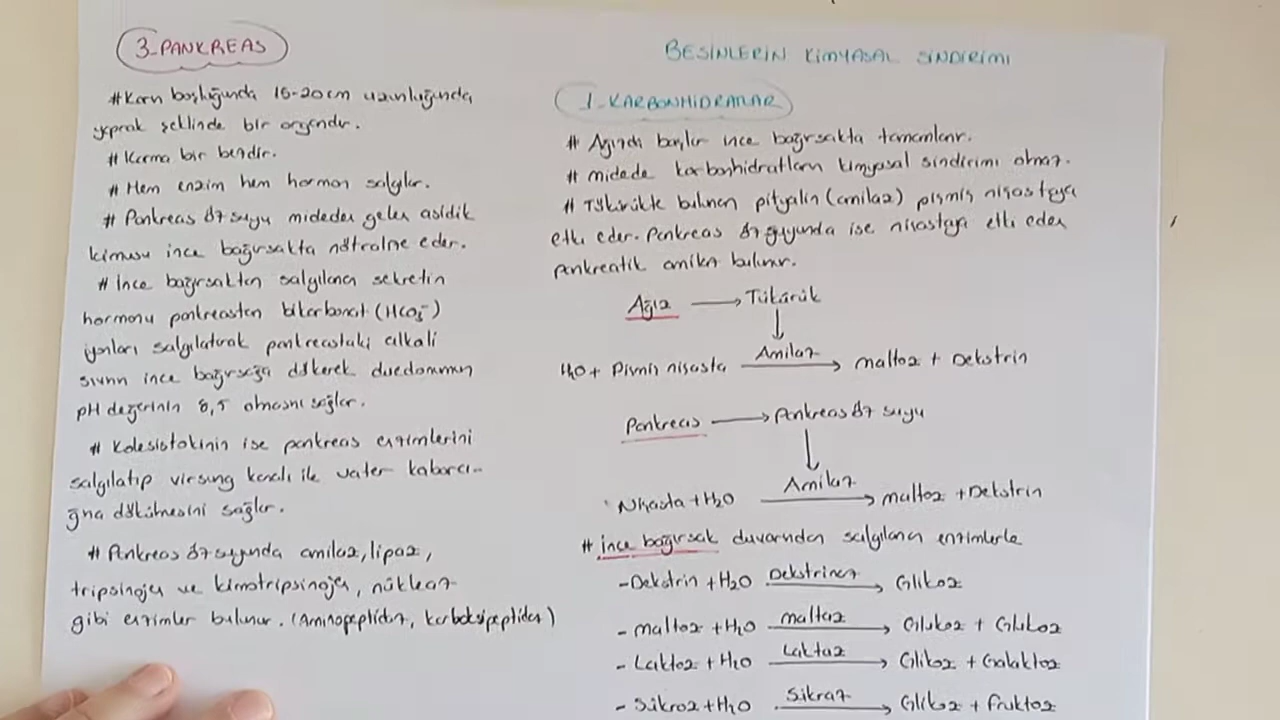 3-PANKREAS
# Karın boşluğunda 15-20 cm uzunluğunda
yaprak şeklinde bir organdır.
# Karma bir bezdir.
# Hem enzim hem hormon salgılar.
# Pankreas öz suyu mideden gelen asidik
kimusu ince bağırsakta nötralize eder.
# İnce bağırsaktan salgılanan sekretin
hormonu pankreastan bikarbonat (HCO3⁻)
iyonları salgılatarak pankreastaki alkali
sıvının ince bağırsağa dökerek duedonumun
pH değerinin 8,5 olmasını sağlar.
# Kolesistokinin ise pankreas enzimlerini
salgılatıp virsung kanalı ile vater kabarcı-
ğına dökülmesini sağlar.
# Pankreas öz suyunda amilaz, lipaz,
tripsinojen ve kimotripsinojen, nükleaz
gibi enzimler bulunur. (Aminopeptidaz, karboksipeptidaz)
BESİNLERİN KİMYASAL SİNDİRİMİ
1-KARBONHİDRATLAR
# Ağızda başlar ince bağırsakta tamamlanır.
# midede karbonhidratların kimyasal sindirimi olmaz.
# Tükürükte bulunan pityalin (amilaz) pişmiş nişastaya
etki eder. Pankreas öz suyunda ise nişastaya etki eden
pankreatik amilaz bulunur.
Ağız → Tükürük
↓
H2O + Pişmiş nişasta Amilaz → maltoz + Dekstrin
Pankreas → Pankreas öz suyu
↓
Nişasta + H2O Amilaz → maltoz + Dekstrin
# İnce bağırsak duvarından salgılanan enzimlerle
- Dekstrin + H2O Dekstrinaz → Glikoz
- maltoz + H2O maltaz → Glukoz + Glukoz
- Laktoz + H2O Laktaz → Glikoz + Galaktoz
- Sükroz + H2O Sükraz → Glikoz + Fruktoz